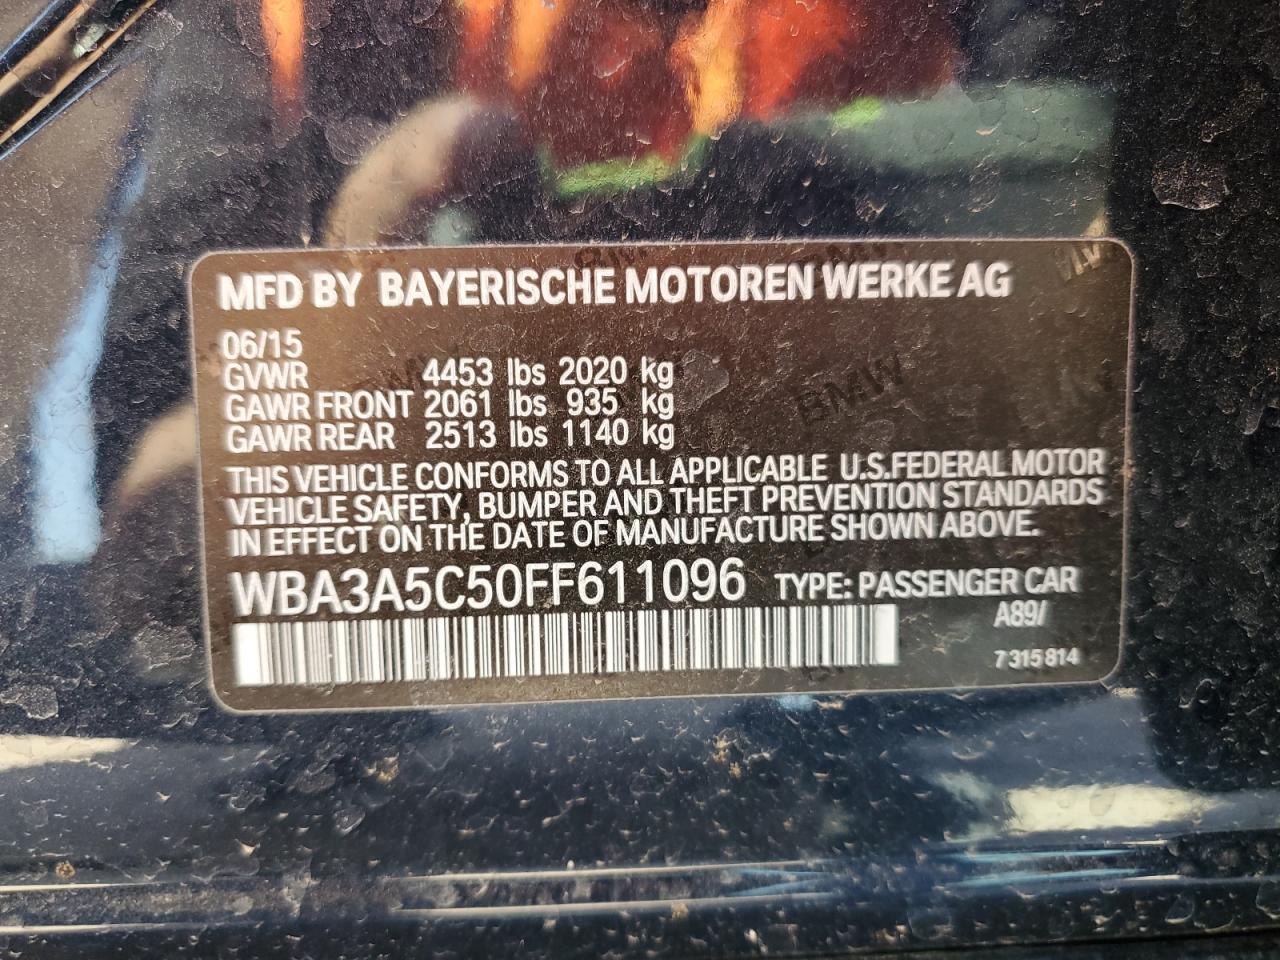 MFD BY BAYERISCHE MOTOREN WERKE AG
06/15
GVWR 4453 lbs 2020 kg
GAWR FRONT 2061 lbs 935 kg
GAWR REAR 2513 lbs 1140 kg
THIS VEHICLE CONFORMS TO ALL APPLICABLE U.S.FEDERAL MOTOR
VEHICLE SAFETY, BUMPER AND THEFT PREVENTION STANDARDS
IN EFFECT ON THE DATE OF MANUFACTURE SHOWN ABOVE.
WBA3A5C50FF611096 TYPE: PASSENGER CAR
A89/
7 315 814
BMW